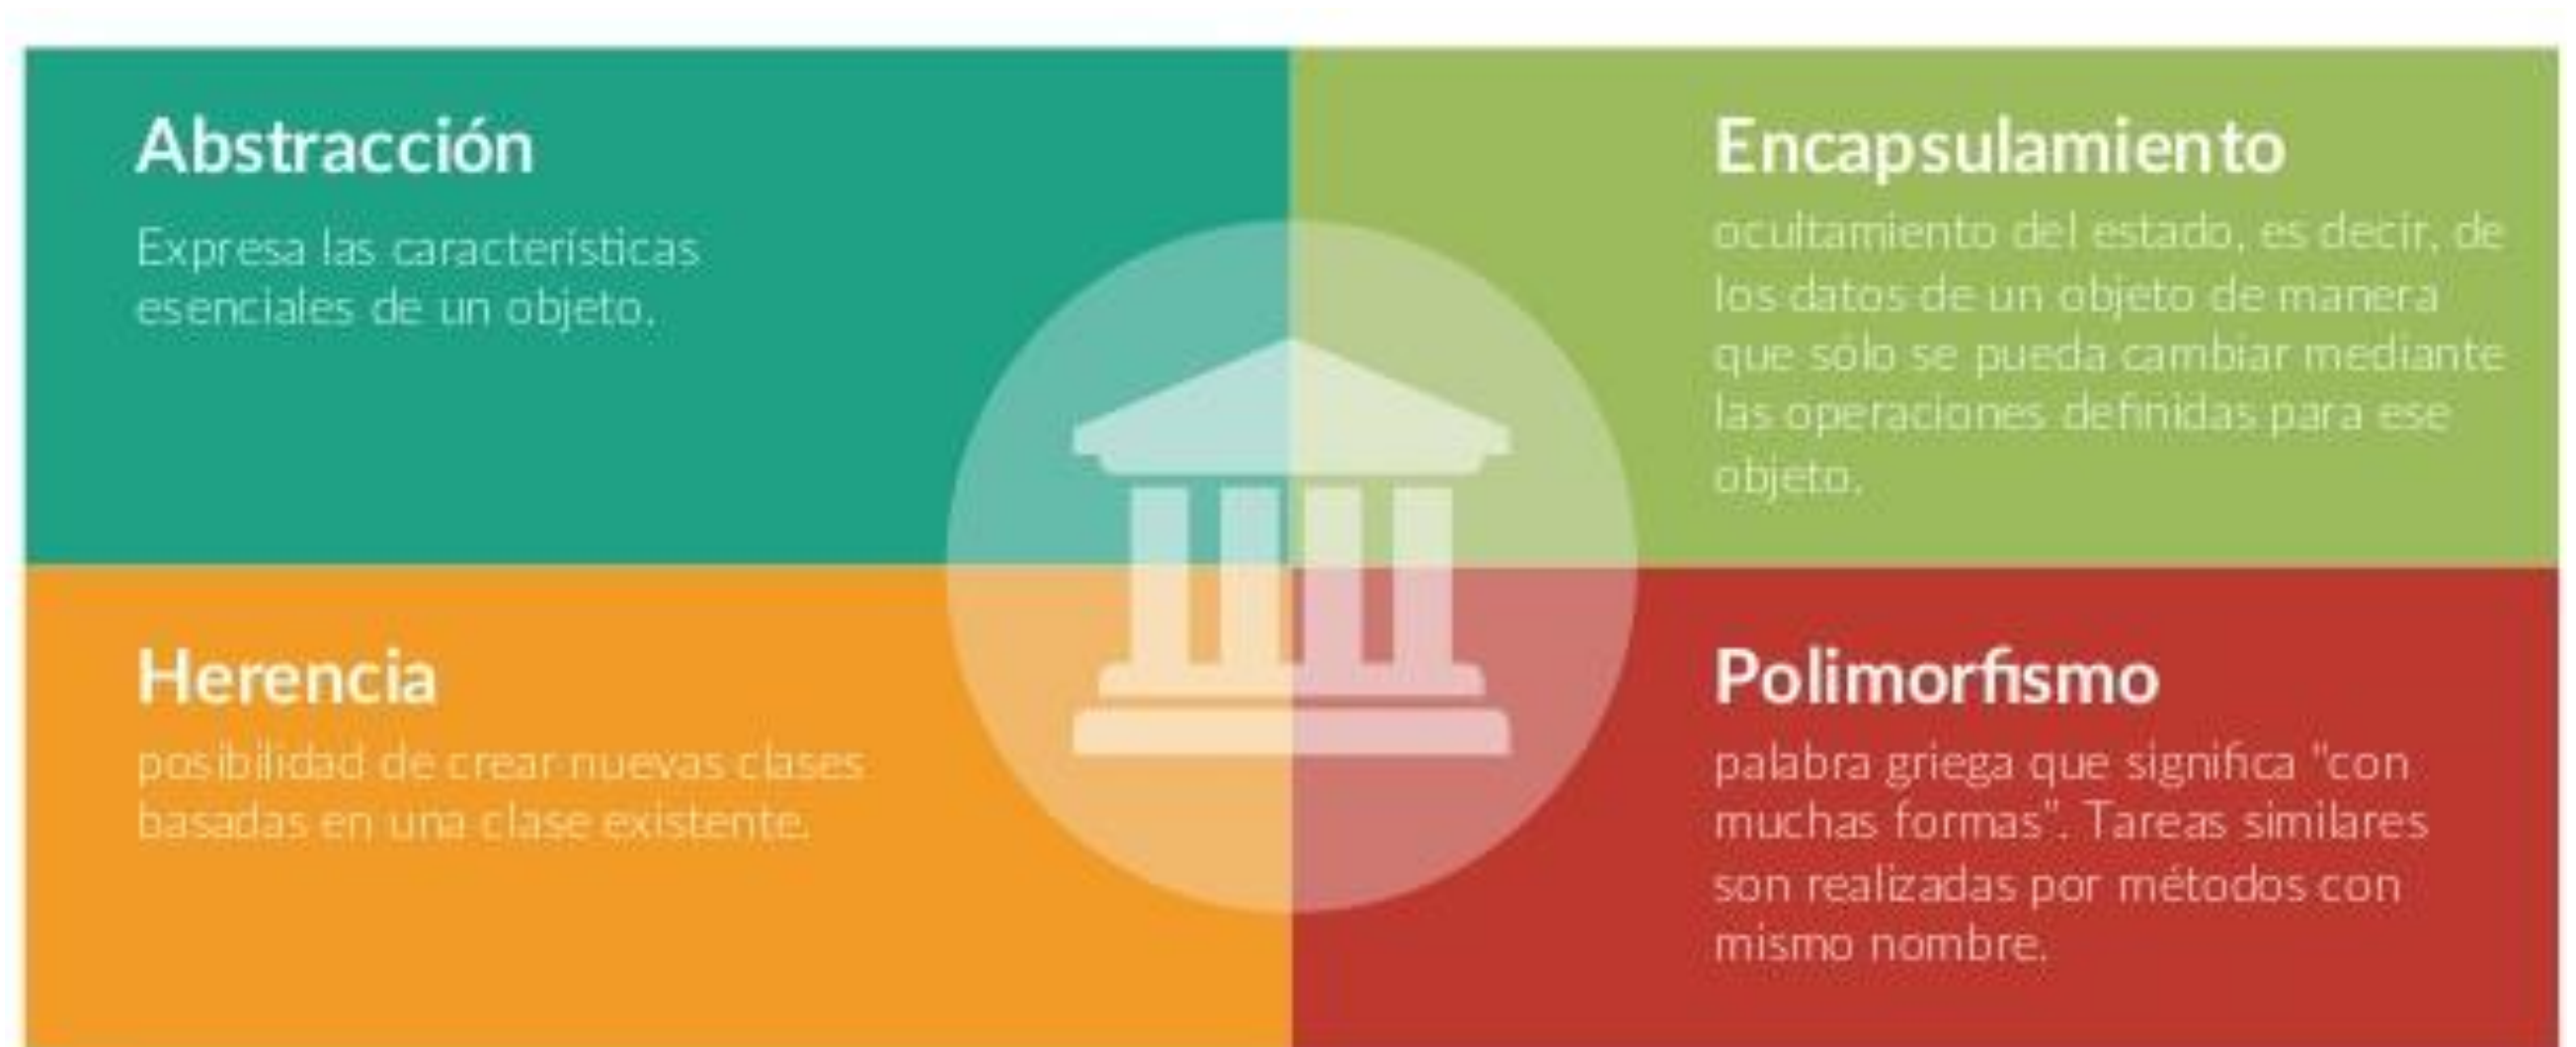 Abstracción
Expresa las características
esenciales de un objeto.
Encapsulamiento
ocultamiento del estado, es decir, de
los datos de un objeto de manera
que sólo se pueda cambiar mediante
las operaciones definidas para ese
objeto.
Herencia
posibilidad de crear nuevas clases
basadas en una clase existente.
Polimorfismo
palabra griega que significa "con
muchas formas". Tareas similares
son realizadas por métodos con
mismo nombre.